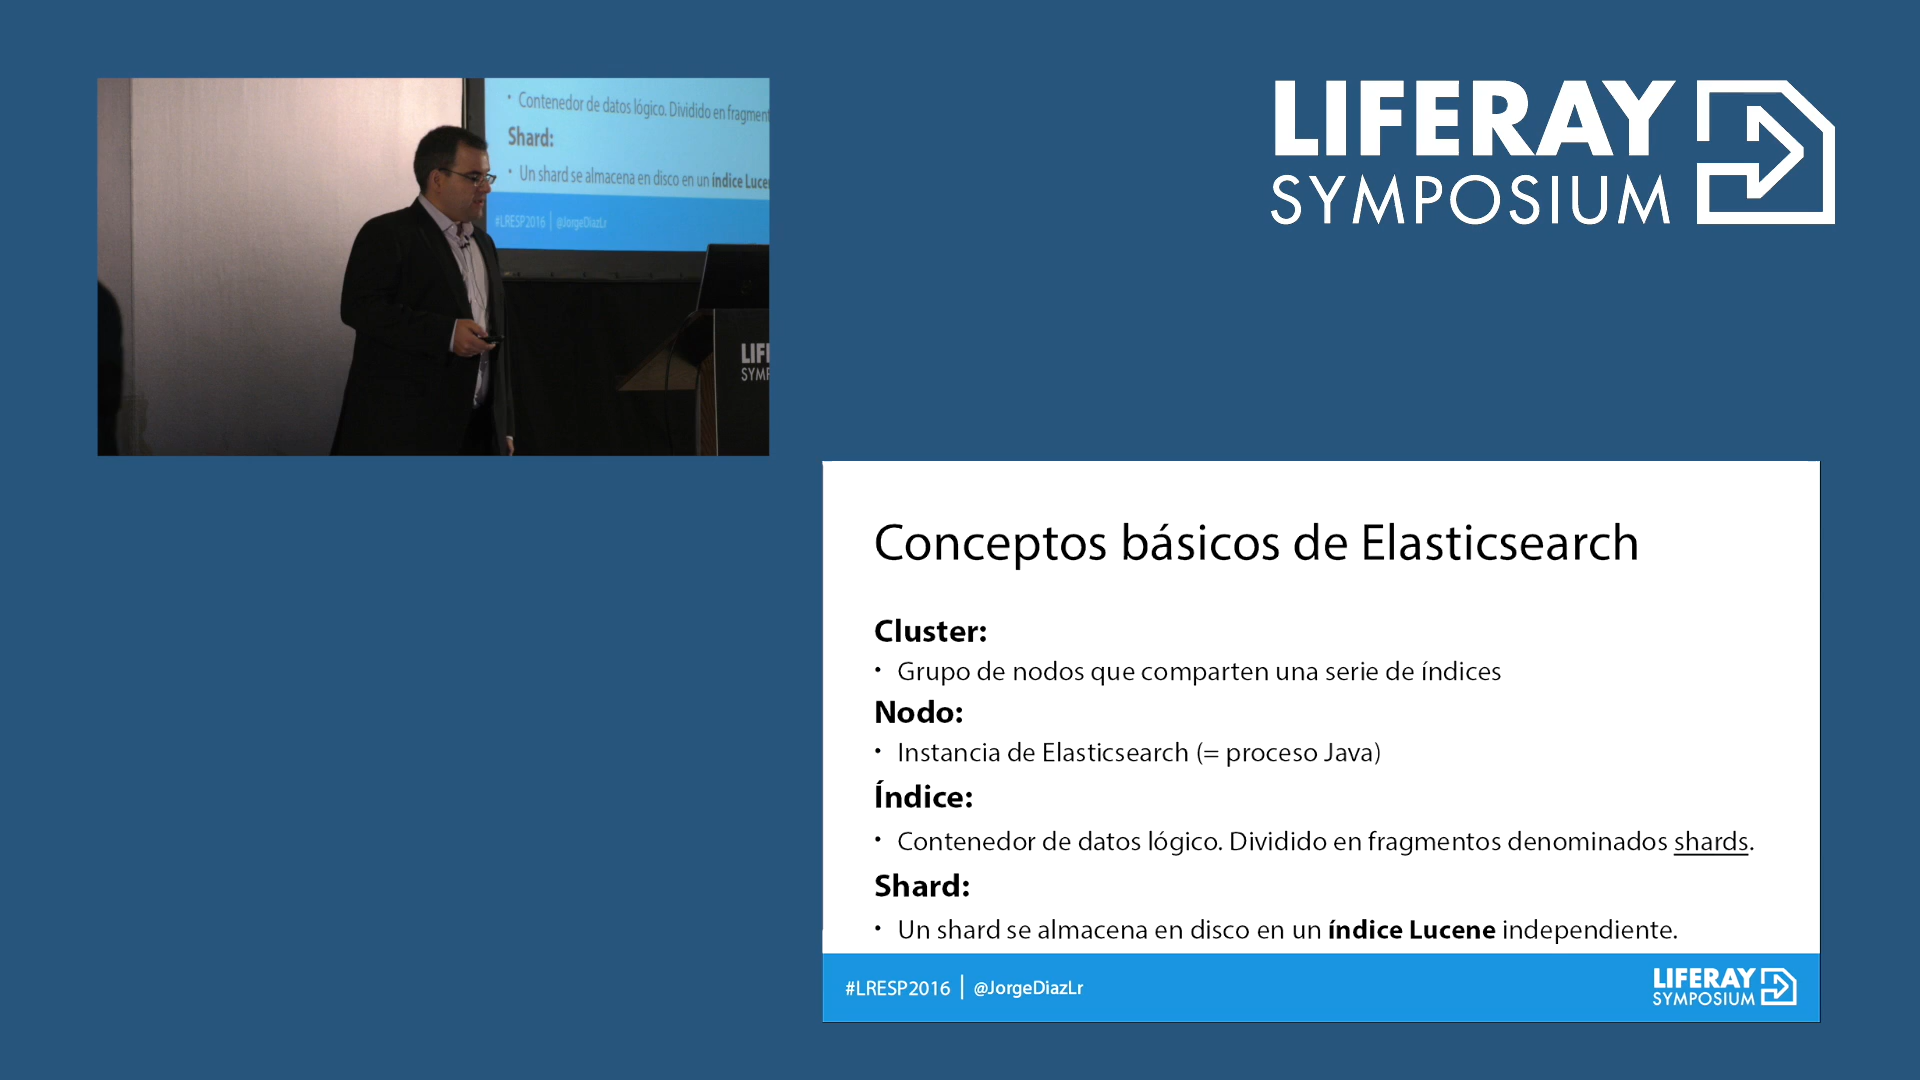 Contenedor de datos lógico. Dividido en
Shard:
Un shard se almacena en disco en un índice
#LRESP2016 | @JorgeDiazLr
LIFERAY
SYMPOSIUM
Conceptos básicos de Elasticsearch
Cluster:
• Grupo de nodos que comparten una serie de índices
Nodo:
• Instancia de Elasticsearch (= proceso Java)
Índice:
• Contenedor de datos lógico. Dividido en fragmentos denominados shards.
Shard:
• Un shard se almacena en disco en un índice Lucene independiente.
#LRESP2016 | @JorgeDiazLr
LIFERAY
SYMPOSIUM